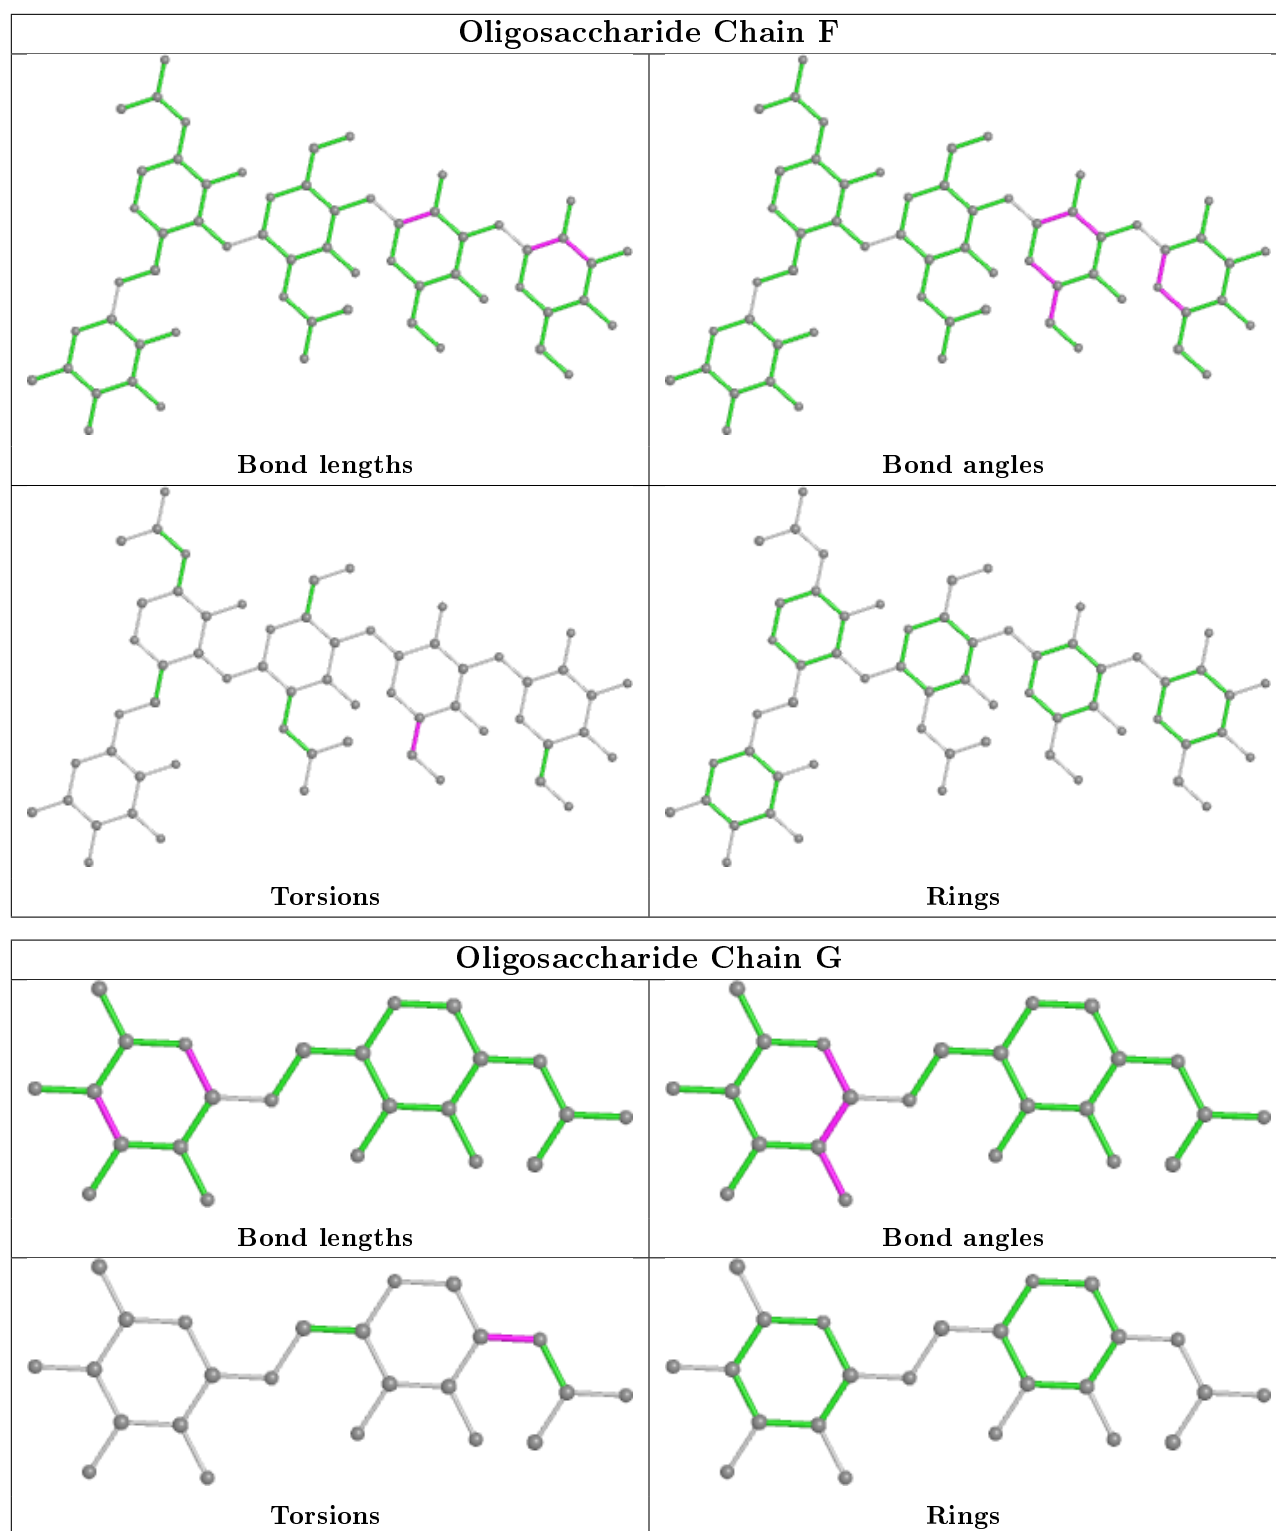 Oligosaccharide Chain F
Bond lengths
Bond angles
Torsions
Rings
Oligosaccharide Chain G
Bond lengths
Bond angles
Torsions
Rings